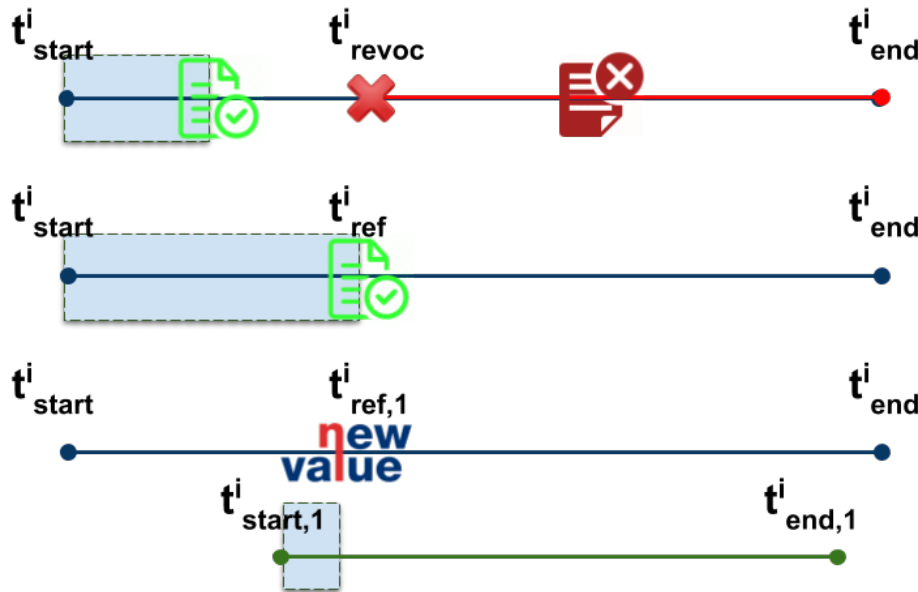 t^i_start t^i_revoc t^i_end
t^i_start t^i_ref t^i_end
t^i_start t^i_ref,1 t^i_end
new
value
t^i_start,1 t^i_end,1